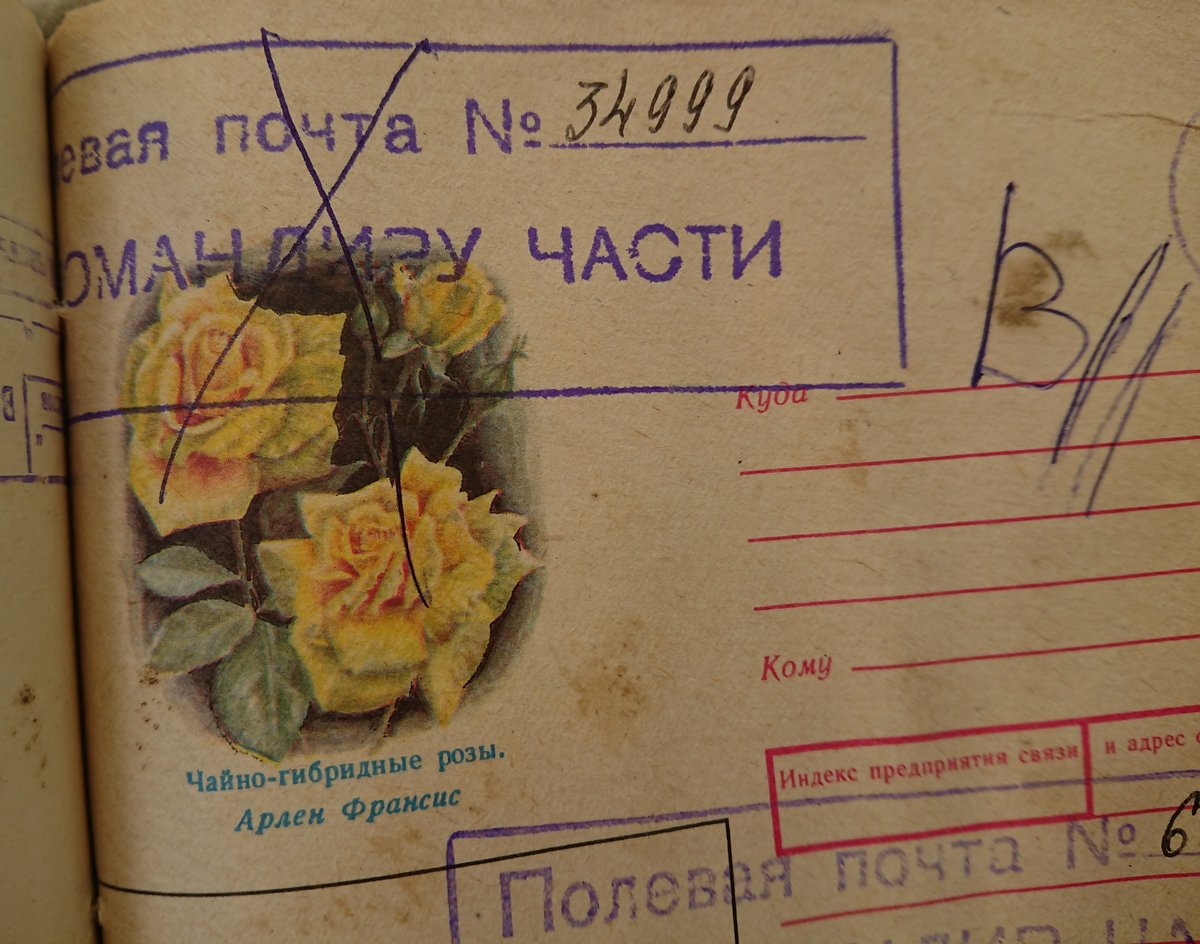 евая почта № 34999
ОМАНДИРУ ЧАСТИ
В
Куда
Кому
Индекс предприятия связи
и адрес
Чайно-гибридные розы.
Арлен Франсис
Полевая почта № 6